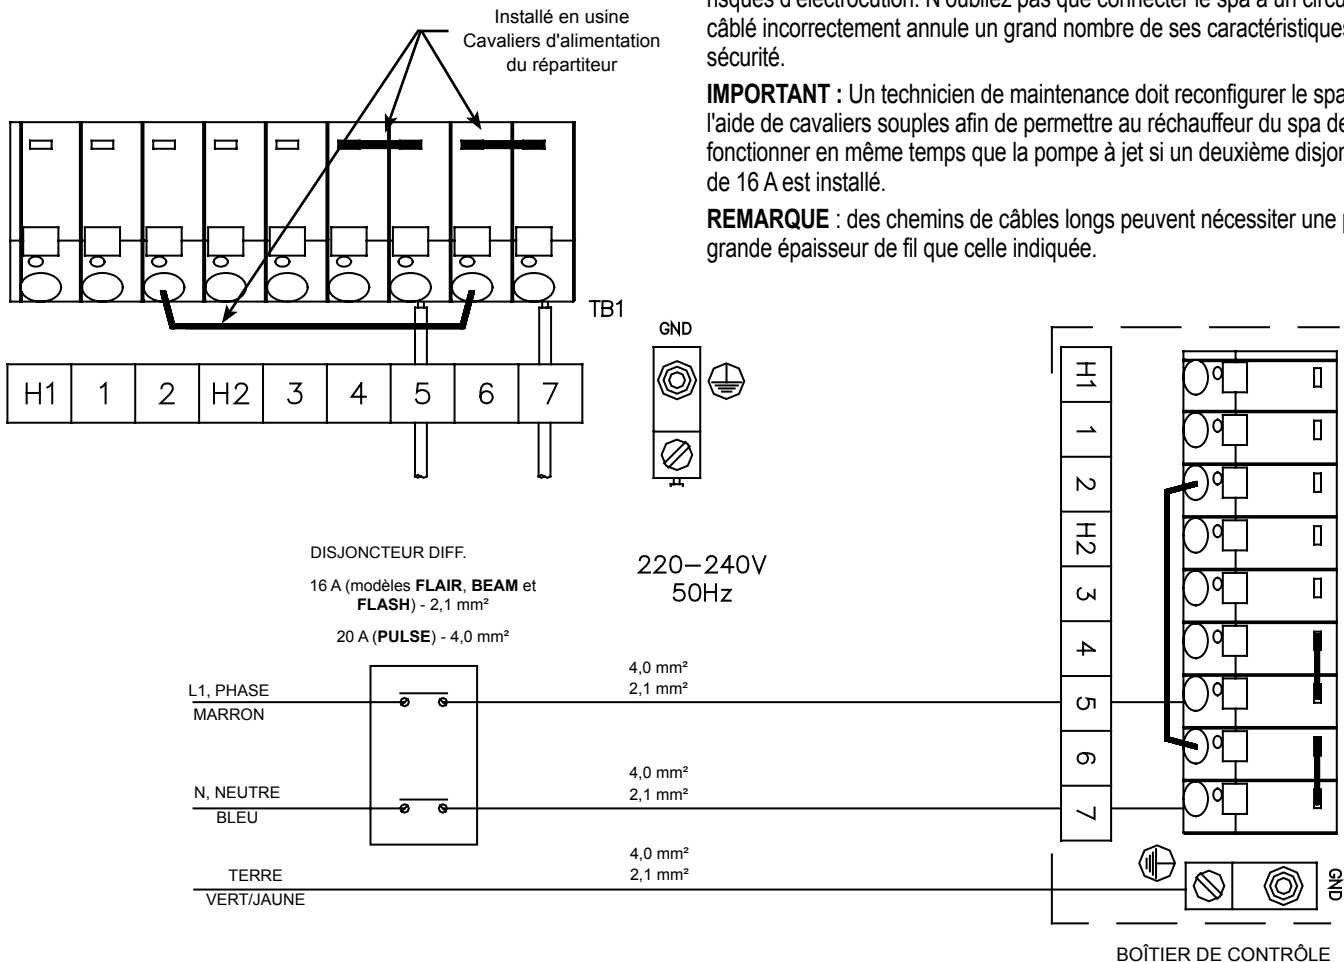 Installé en usine
Cavaliers d'alimentation
du répartiteur
risques d'électrocution. N'oubliez pas que connecter le spa à un
câblé incorrectement annule un grand nombre de ses
sécurité.
IMPORTANT : Un technicien de maintenance doit reconfigurer le spa
l'aide de cavaliers souples afin de permettre au réchauffeur du spa de
fonctionner en même temps que la pompe à jet si un deuxième
de 16 A est installé.
REMARQUE : des chemins de câbles longs peuvent nécessiter une
grande épaisseur de fil que celle indiquée.
TB1
H1 1 2 H2 3 4 5 6 7
GND
DISJONCTEUR DIFF.
16 A (modèles FLAIR, BEAM et
FLASH) - 2,1 mm²
20 A (PULSE) - 4,0 mm²
220–240V
50Hz
L1, PHASE
MARRON
4,0 mm²
2,1 mm²
N, NEUTRE
BLEU
4,0 mm²
2,1 mm²
TERRE
VERT/JAUNE
4,0 mm²
2,1 mm²
H1
1
2
H2
3
4
5
6
7
GND
BOÎTIER DE CONTRÔLE